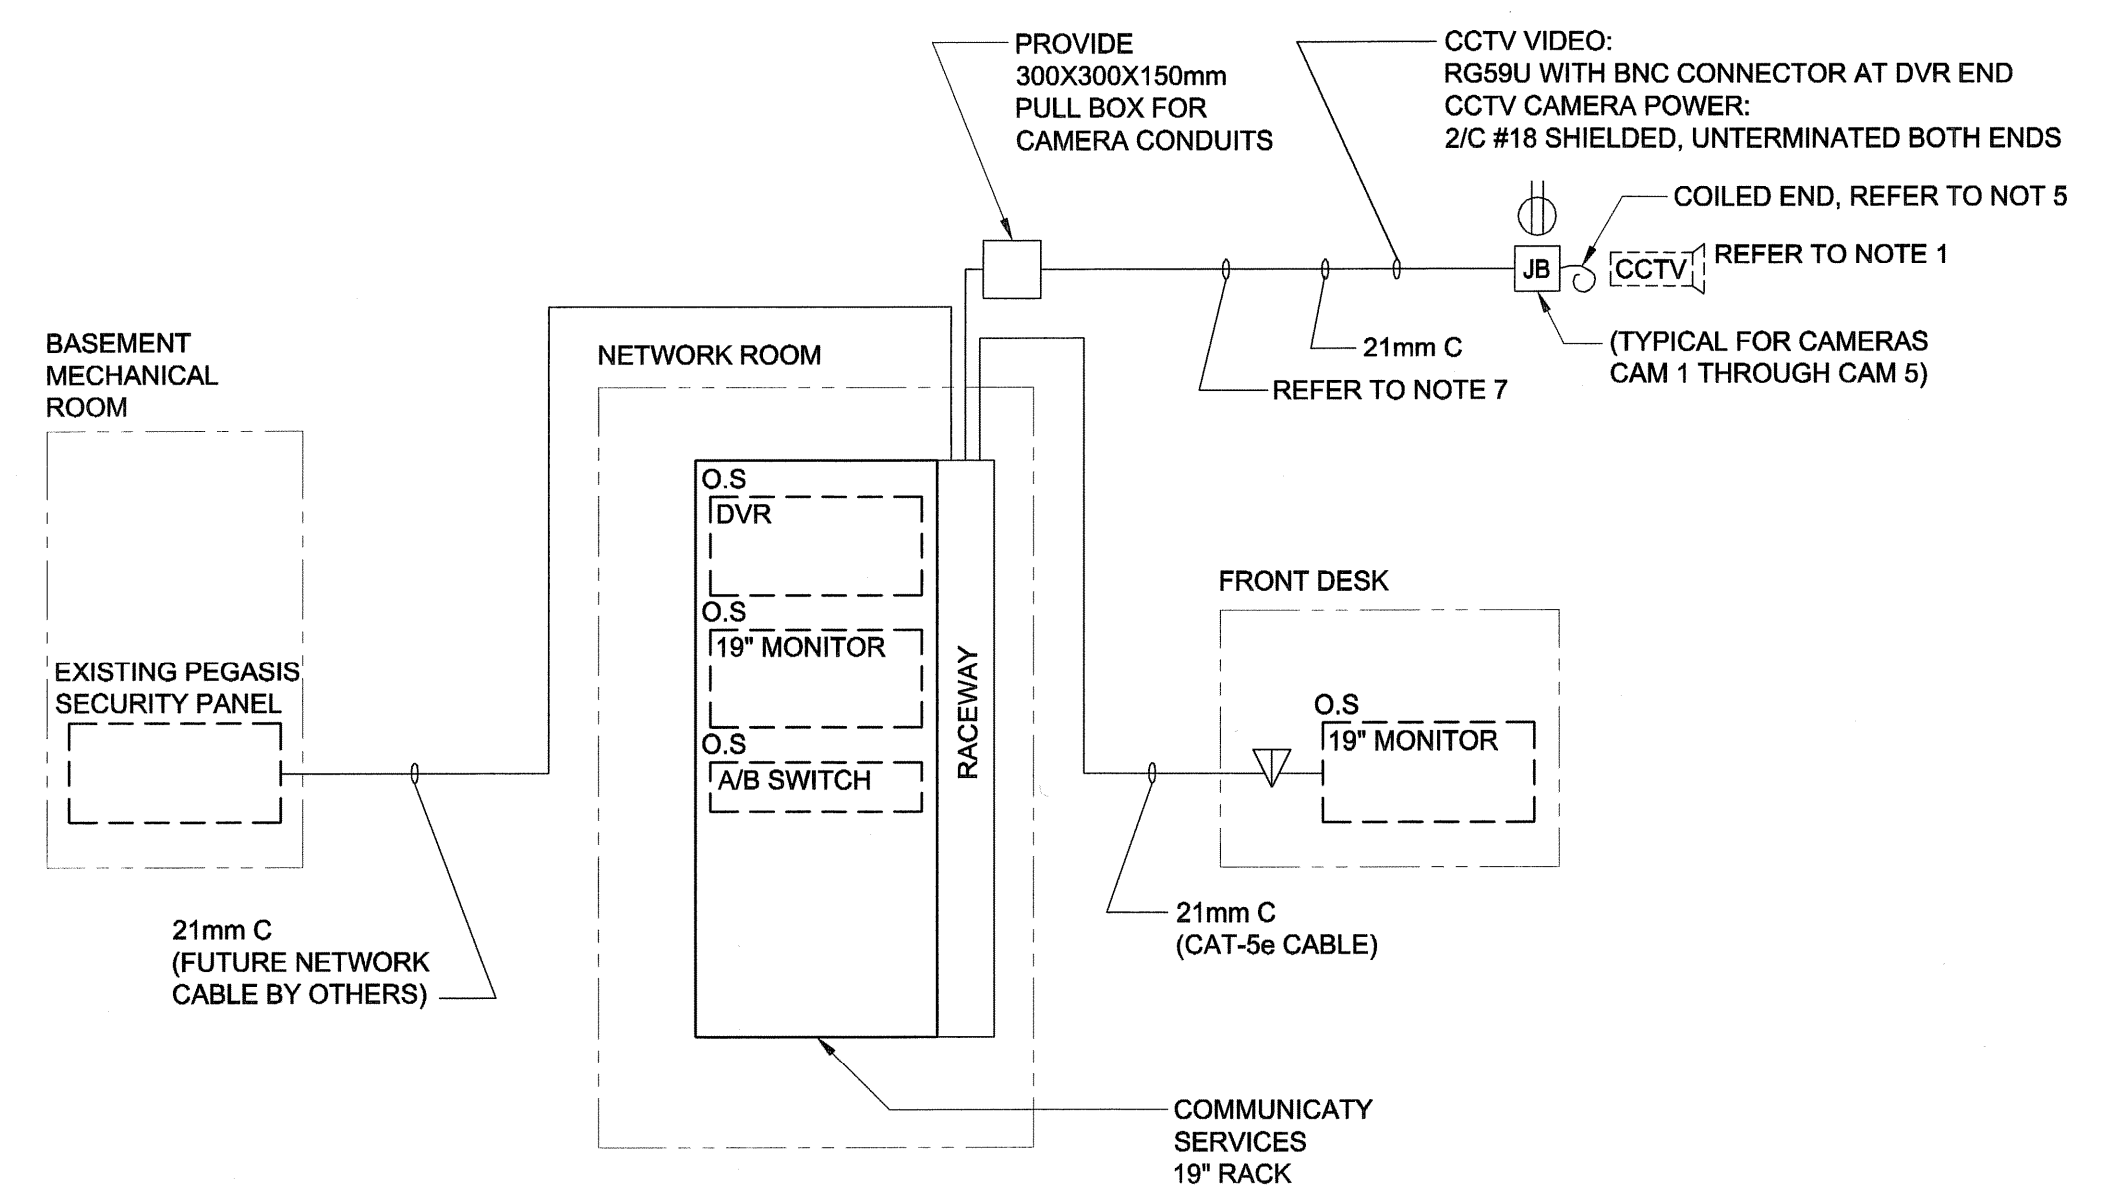 PROVIDE
300X300X150mm
PULL BOX FOR
CAMERA CONDUITS
CCTV VIDEO:
RG59U WITH BNC CONNECTOR AT DVR END
CCTV CAMERA POWER:
2/C #18 SHIELDED, UNTERMINATED BOTH ENDS
COILED END, REFER TO NOT 5
JB
CCTV
REFER TO NOTE 1
21mm C
REFER TO NOTE 7
(TYPICAL FOR CAMERAS
CAM 1 THROUGH CAM 5)
BASEMENT
MECHANICAL
ROOM
NETWORK ROOM
O.S
DVR
O.S
19" MONITOR
O.S
A/B SWITCH
RACEWAY
EXISTING PEGASIS
SECURITY PANEL
FRONT DESK
O.S
19" MONITOR
21mm C
(FUTURE NETWORK
CABLE BY OTHERS)
21mm C
(CAT-5e CABLE)
COMMUNICATY
SERVICES
19" RACK